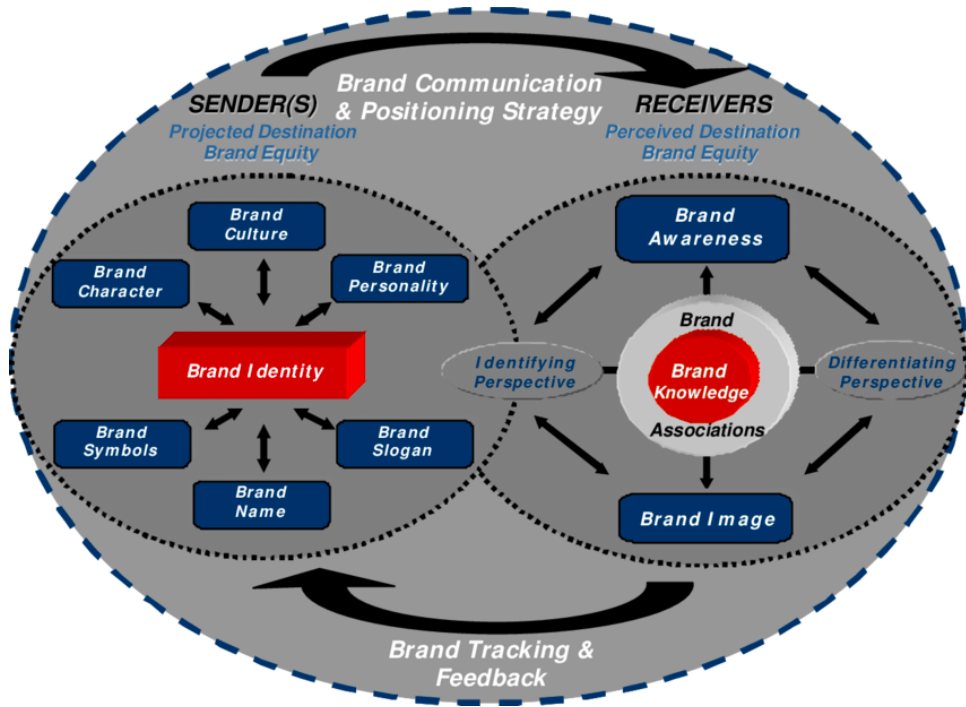 Brand Communication
& Positioning Strategy
SENDER(S)
Projected Destination
Brand Equity
RECEIVERS
Perceived Destination
Brand Equity
Brand
Culture
Brand
Character
Brand
Personality
Brand Identity
Brand
Symbols
Brand
Slogan
Brand
Name
Brand
Awareness
Identifying
Perspective
Brand
Brand
Knowledge
Associations
Differentiating
Perspective
Brand Image
Brand Tracking &
Feedback